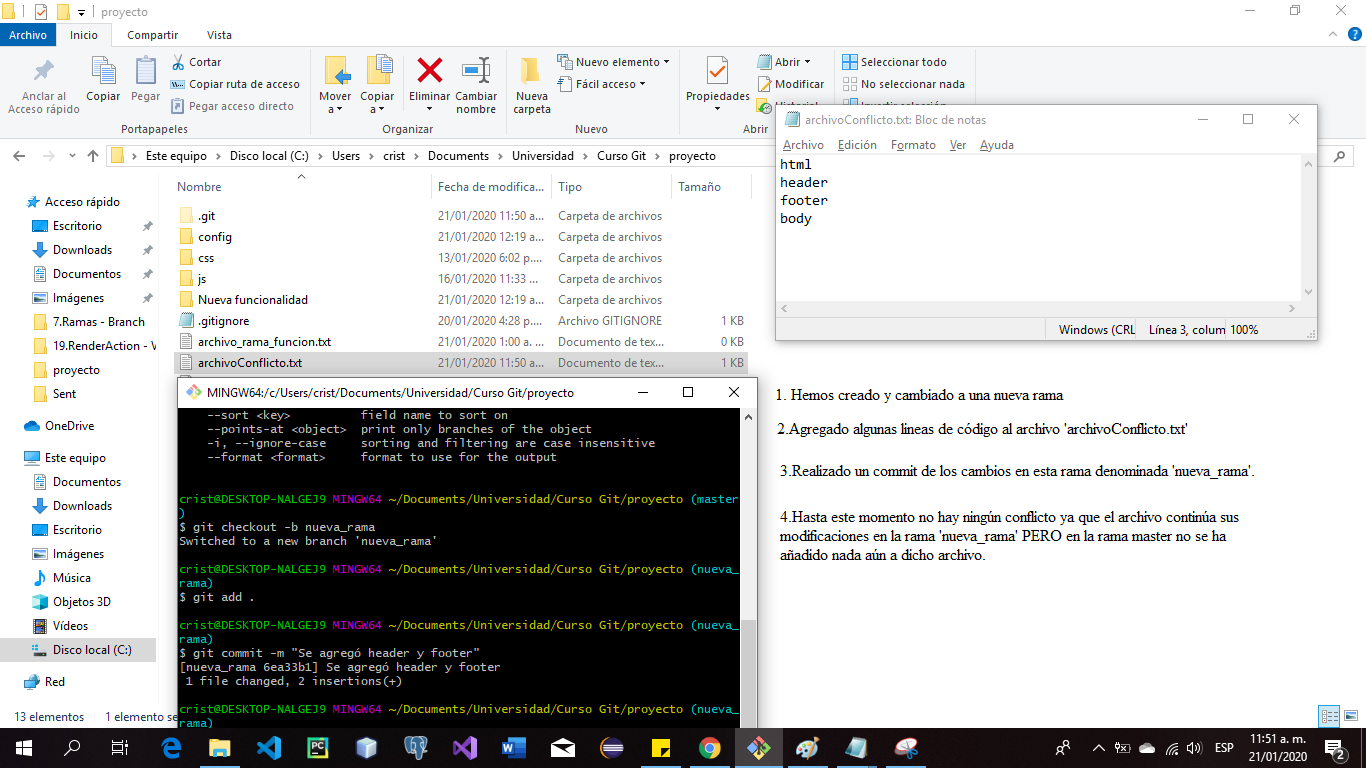 proyecto
Archivo Inicio Compartir Vista
Anclar al Acceso rápido
Copiar
Pegar
Cortar
Copiar ruta de acceso
Pegar acceso directo
Portapapeles
Mover a
Copiar a
Eliminar
Cambiar nombre
Organizar
Nueva carpeta
Nuevo elemento
Fácil acceso
Nuevo
Propiedades
Abrir
Modificar
Historial
Abrir
Seleccionar todo
No seleccionar nada
Invertir selección
Este equipo > Disco local (C:) > Users > crist > Documents > Universidad > Curso Git > proyecto
Nombre Fecha de modifica... Tipo Tamaño
.git 21/01/2020 11:50 a... Carpeta de archivos
config 21/01/2020 12:19 a... Carpeta de archivos
css 13/01/2020 6:02 p.... Carpeta de archivos
js 16/01/2020 11:33 ... Carpeta de archivos
Nueva funcionalidad 21/01/2020 12:19 a... Carpeta de archivos
.gitignore 20/01/2020 4:28 p.... Archivo GITIGNORE 1 KB
archivo_rama_funcion.txt 21/01/2020 1:00 a. ... Documento de tex... 0 KB
archivoConflicto.txt 21/01/2020 11:50 a... Documento de tex... 1 KB
Acceso rápido
Escritorio
Downloads
Documentos
Imágenes
7.Ramas - Branch
19.RenderAction - V
proyecto
Sent
OneDrive
Este equipo
Documentos
Downloads
Escritorio
Imágenes
Música
Objetos 3D
Vídeos
Disco local (C:)
Red
13 elementos 1 elemento se
archivoConflicto.txt: Bloc de notas
Archivo Edición Formato Ver Ayuda
html
header
footer
body
Windows (CRL Línea 3, colum 100%
MINGW64:/c/Users/crist/Documents/Universidad/Curso Git/proyecto
--sort <key> field name to sort on
--points-at <object> print only branches of the object
-i, --ignore-case sorting and filtering are case insensitive
--format <format> format to use for the output
crist@DESKTOP-NALGEJ9 MINGW64 ~/Documents/Universidad/Curso Git/proyecto (master
)
$ git checkout -b nueva_rama
Switched to a new branch 'nueva_rama'
crist@DESKTOP-NALGEJ9 MINGW64 ~/Documents/Universidad/Curso Git/proyecto (nueva_
rama)
$ git add .
crist@DESKTOP-NALGEJ9 MINGW64 ~/Documents/Universidad/Curso Git/proyecto (nueva_
rama)
$ git commit -m "Se agregó header y footer"
[nueva_rama 6ea33b1] Se agregó header y footer
1 file changed, 2 insertions(+)
crist@DESKTOP-NALGEJ9 MINGW64 ~/Documents/Universidad/Curso Git/proyecto (nueva_
rama)
1. Hemos creado y cambiado a una nueva rama
2.Agregado algunas lineas de código al archivo 'archivoConflicto.txt'
3.Realizado un commit de los cambios en esta rama denominada 'nueva_rama'.
4.Hasta este momento no hay ningún conflicto ya que el archivo continúa sus
modificaciones en la rama 'nueva_rama' PERO en la rama master no se ha
añadido nada aún a dicho archivo.
ESP
11:51 a. m.
21/01/2020
2